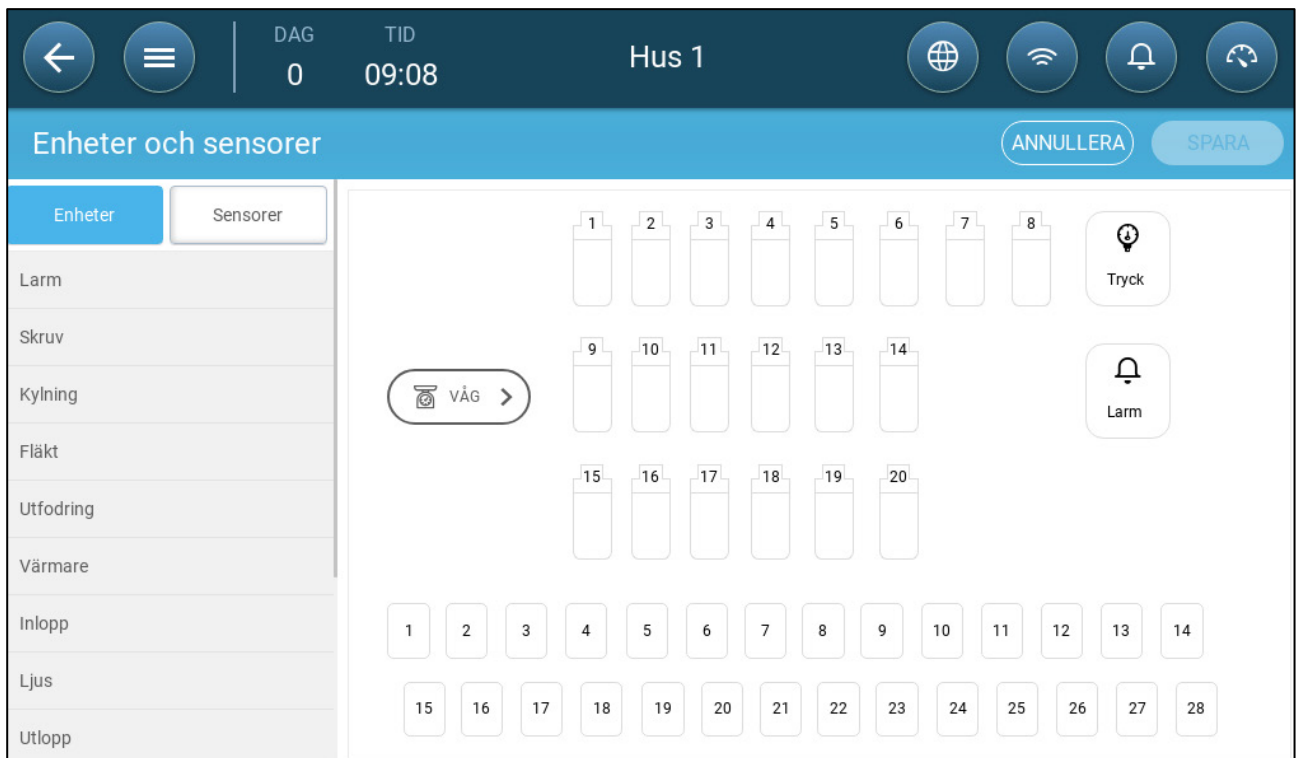 DAG TID
0 09:08 Hus 1
Enheter och sensorer ANNULLERA SPARA
Enheter Sensorer
Larm
Skruv
Kylning
Fläkt
Utfodring
Värmare
Inlopp
Ljus
Utlopp
1 2 3 4 5 6 7 8
Tryck
9 10 11 12 13 14
VÅG
Larm
15 16 17 18 19 20
1 2 3 4 5 6 7 8 9 10 11 12 13 14
15 16 17 18 19 20 21 22 23 24 25 26 27 28